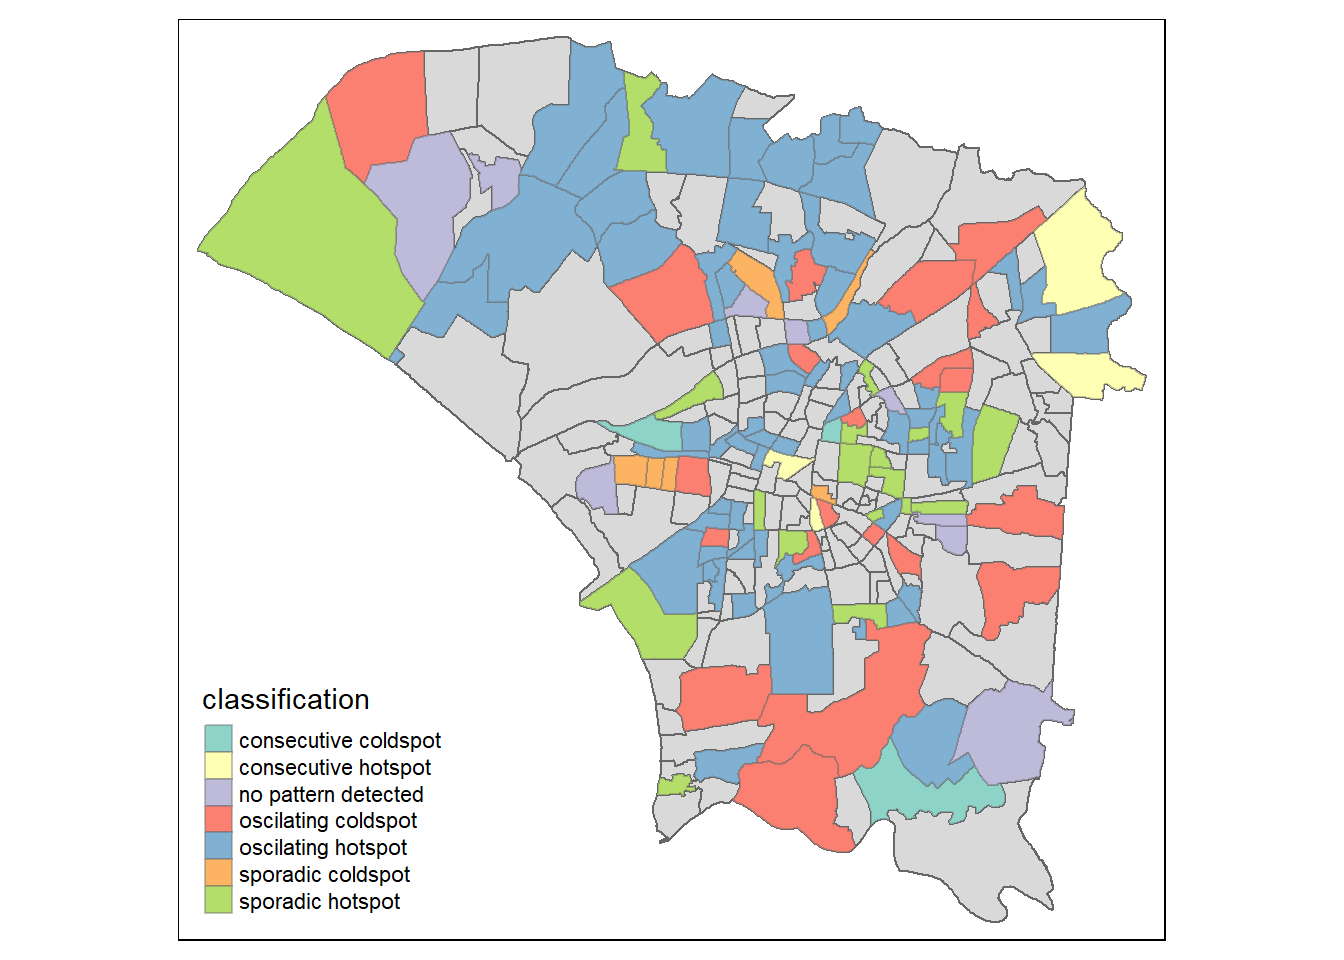 classification
consecutive coldspot
consecutive hotspot
no pattern detected
oscilating coldspot
oscilating hotspot
sporadic coldspot
sporadic hotspot